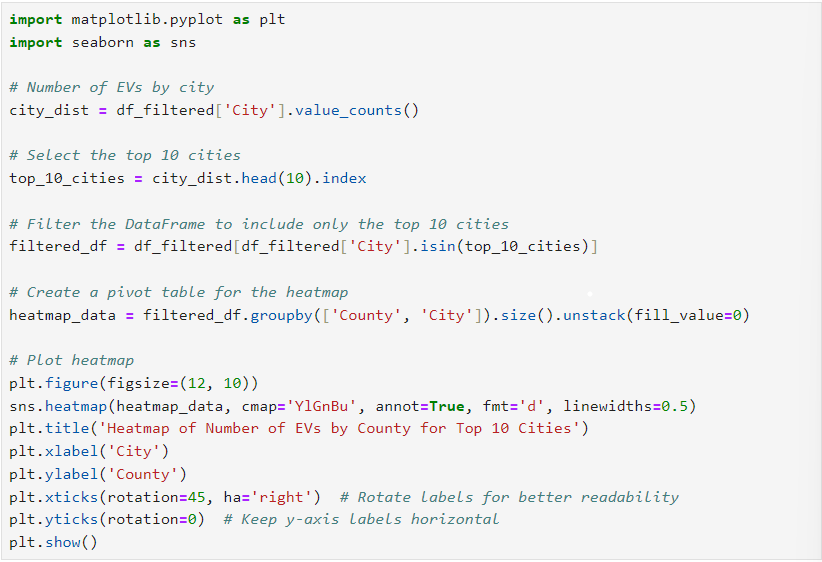 import matplotlib.pyplot as plt
import seaborn as sns
# Number of EVs by city
city_dist = df_filtered['City'].value_counts()
# Select the top 10 cities
top_10_cities = city_dist.head(10).index
# Filter the DataFrame to include only the top 10 cities
filtered_df = df_filtered[df_filtered['City'].isin(top_10_cities)]
# Create a pivot table for the heatmap
heatmap_data = filtered_df.groupby(['County', 'City']).size().unstack(fill_value=0)
# Plot heatmap
plt.figure(figsize=(12, 10))
sns.heatmap(heatmap_data, cmap='YlGnBu', annot=True, fmt='d', linewidths=0.5)
plt.title('Heatmap of Number of EVs by County for Top 10 Cities')
plt.xlabel('City')
plt.ylabel('County')
plt.xticks(rotation=45, ha='right')  # Rotate labels for better readability
plt.yticks(rotation=0)  # Keep y-axis labels horizontal
plt.show()